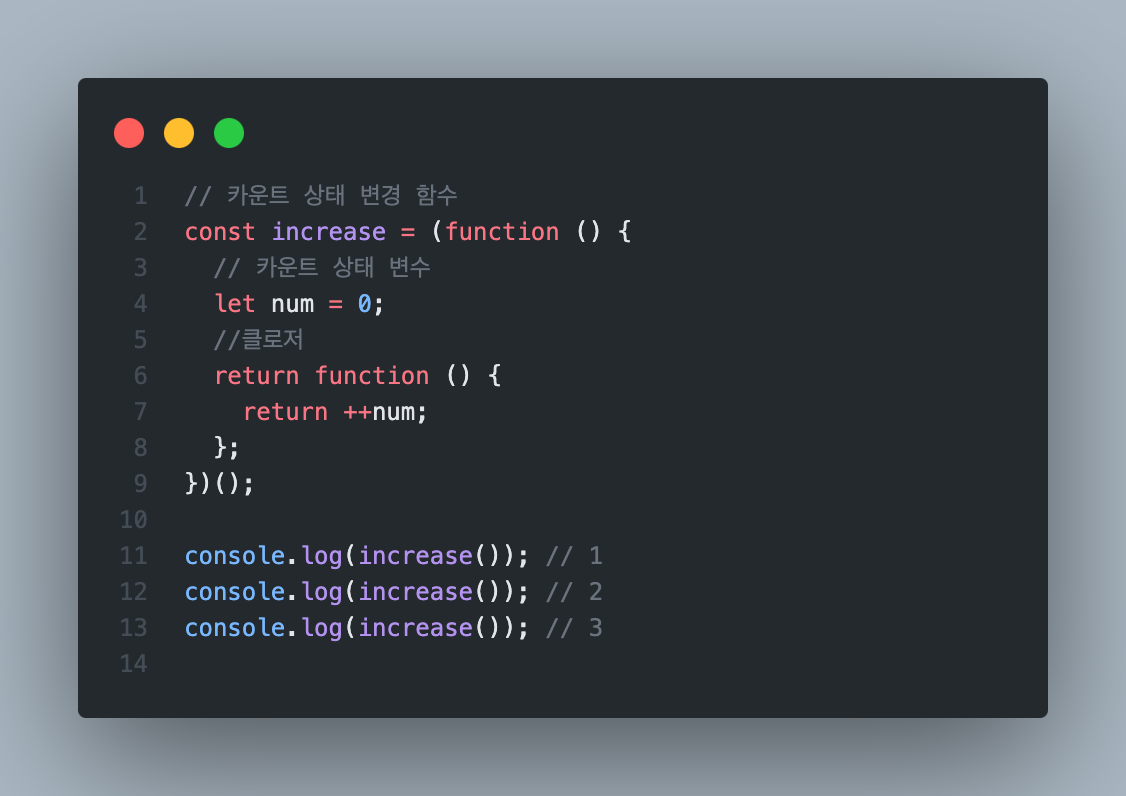 1 // 카운트 상태 변경 함수
2 const increase = (function () {
3   // 카운트 상태 변수
4   let num = 0;
5   //클로저
6   return function () {
7     return ++num;
8   };
9 })();
10
11 console.log(increase()); // 1
12 console.log(increase()); // 2
13 console.log(increase()); // 3
14